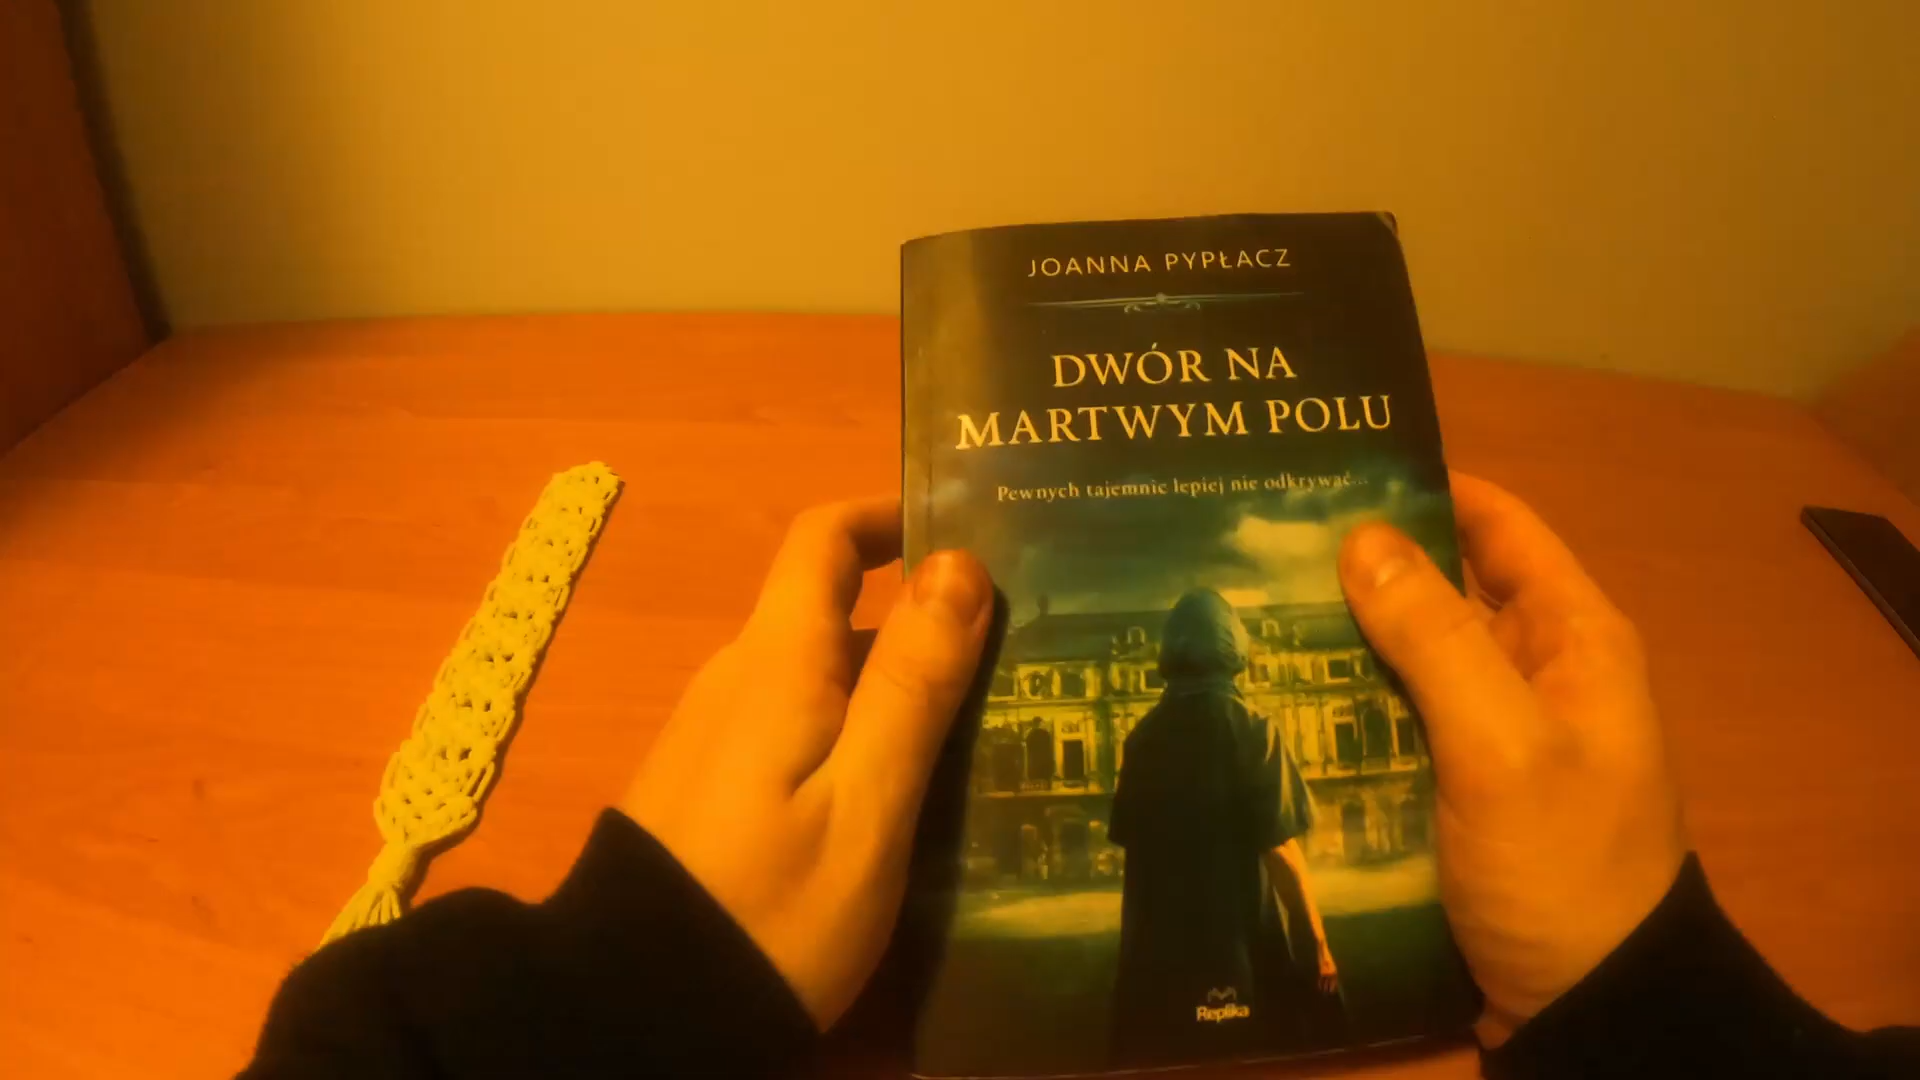 JOANNA PYPŁACZ
DWÓR NA
MARTWYM POLU
Pewnych tajemnic lepiej nie odkrywać...
Replika